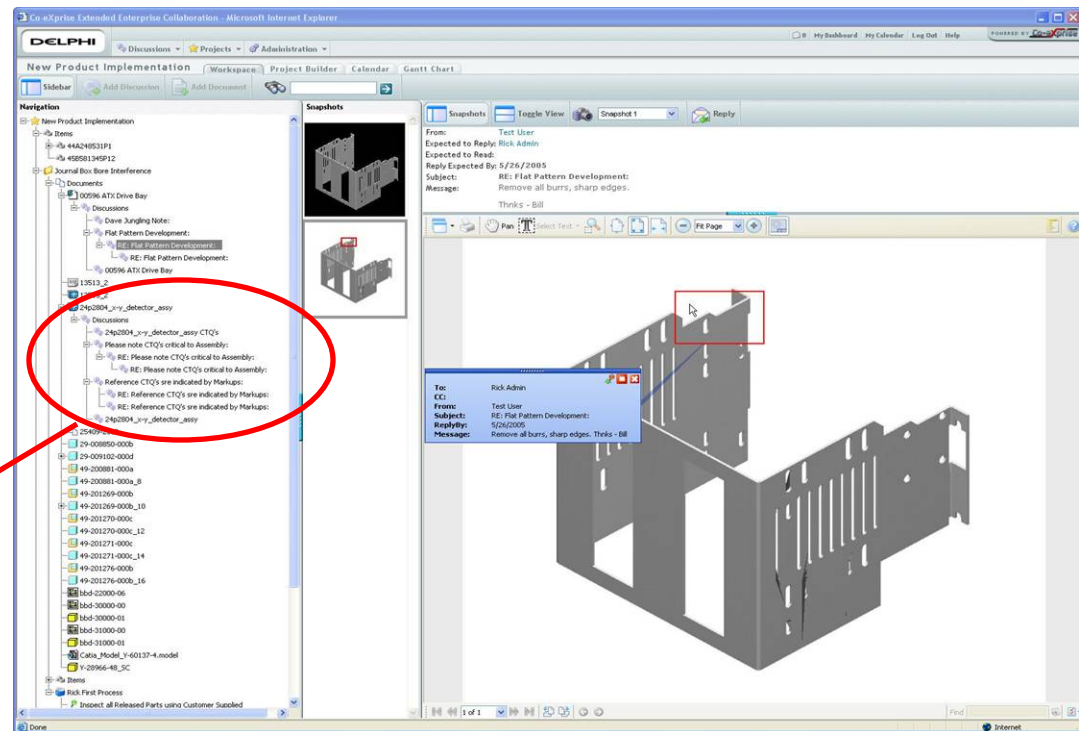 Co-eXprise Extended Enterprise Collaboration - Microsoft Internet Explorer
DELPHI
Discussions Projects Administration
0 My Dashboard My Calendar Log Out Help
POWERED BY Co-eXprise
New Product Implementation Workspace Project Builder Calendar Gantt Chart
Sidebar Add Discussion Add Document
Navigation
New Product Implementation
Items
44A248531P1
45B581345P12
Journal Box Bore Interference
Documents
00596 ATX Drive Bay
Discussions
Dave Jungling Note:
Flat Pattern Development:
RE: Flat Pattern Development:
RE: Flat Pattern Development:
00596 ATX Drive Bay
13513_2
24p2804_x-y_detector_assy
Discussions
24p2804_x-y_detector_assy CTQ's
Please note CTQ's critical to Assembly:
RE: Please note CTQ's critical to Assembly:
RE: Please note CTQ's critical to Assembly:
Reference CTQ's sre indicated by Markups:
RE: Reference CTQ's sre indicated by Markups:
RE: Reference CTQ's sre indicated by Markups:
24p2804_x-y_detector_assy
29-008850-000b
29-009102-000d
49-200881-000a
49-200881-000a_8
49-201269-000b
49-201269-000b_10
49-201270-000c
49-201270-000c_12
49-201271-000c
49-201271-000c_14
49-201276-000b
49-201276-000b_16
bbd-22000-06
bbd-30000-00
bbd-30000-01
bbd-31000-00
bbd-31000-01
Catia_Model_Y-60137-4.model
Y-28966-48_SC
Items
Rick First Process
Inspect all Released Parts using Customer Supplied
Snapshots
Snapshots Toggle View Snapshot 1 Reply
From: Test User
Expected to Reply: Rick Admin
Expected to Read:
Reply Expected By: 5/26/2005
Subject: RE: Flat Pattern Development:
Message: Remove all burrs, sharp edges.
Thnks - Bill
Pan Select Text Fit Page
To: Rick Admin
CC:
From: Test User
Subject: RE: Flat Pattern Development:
ReplyBy: 5/26/2005
Message: Remove all burrs, sharp edges. Thnks - Bill
1 of 1 Find
Done Internet